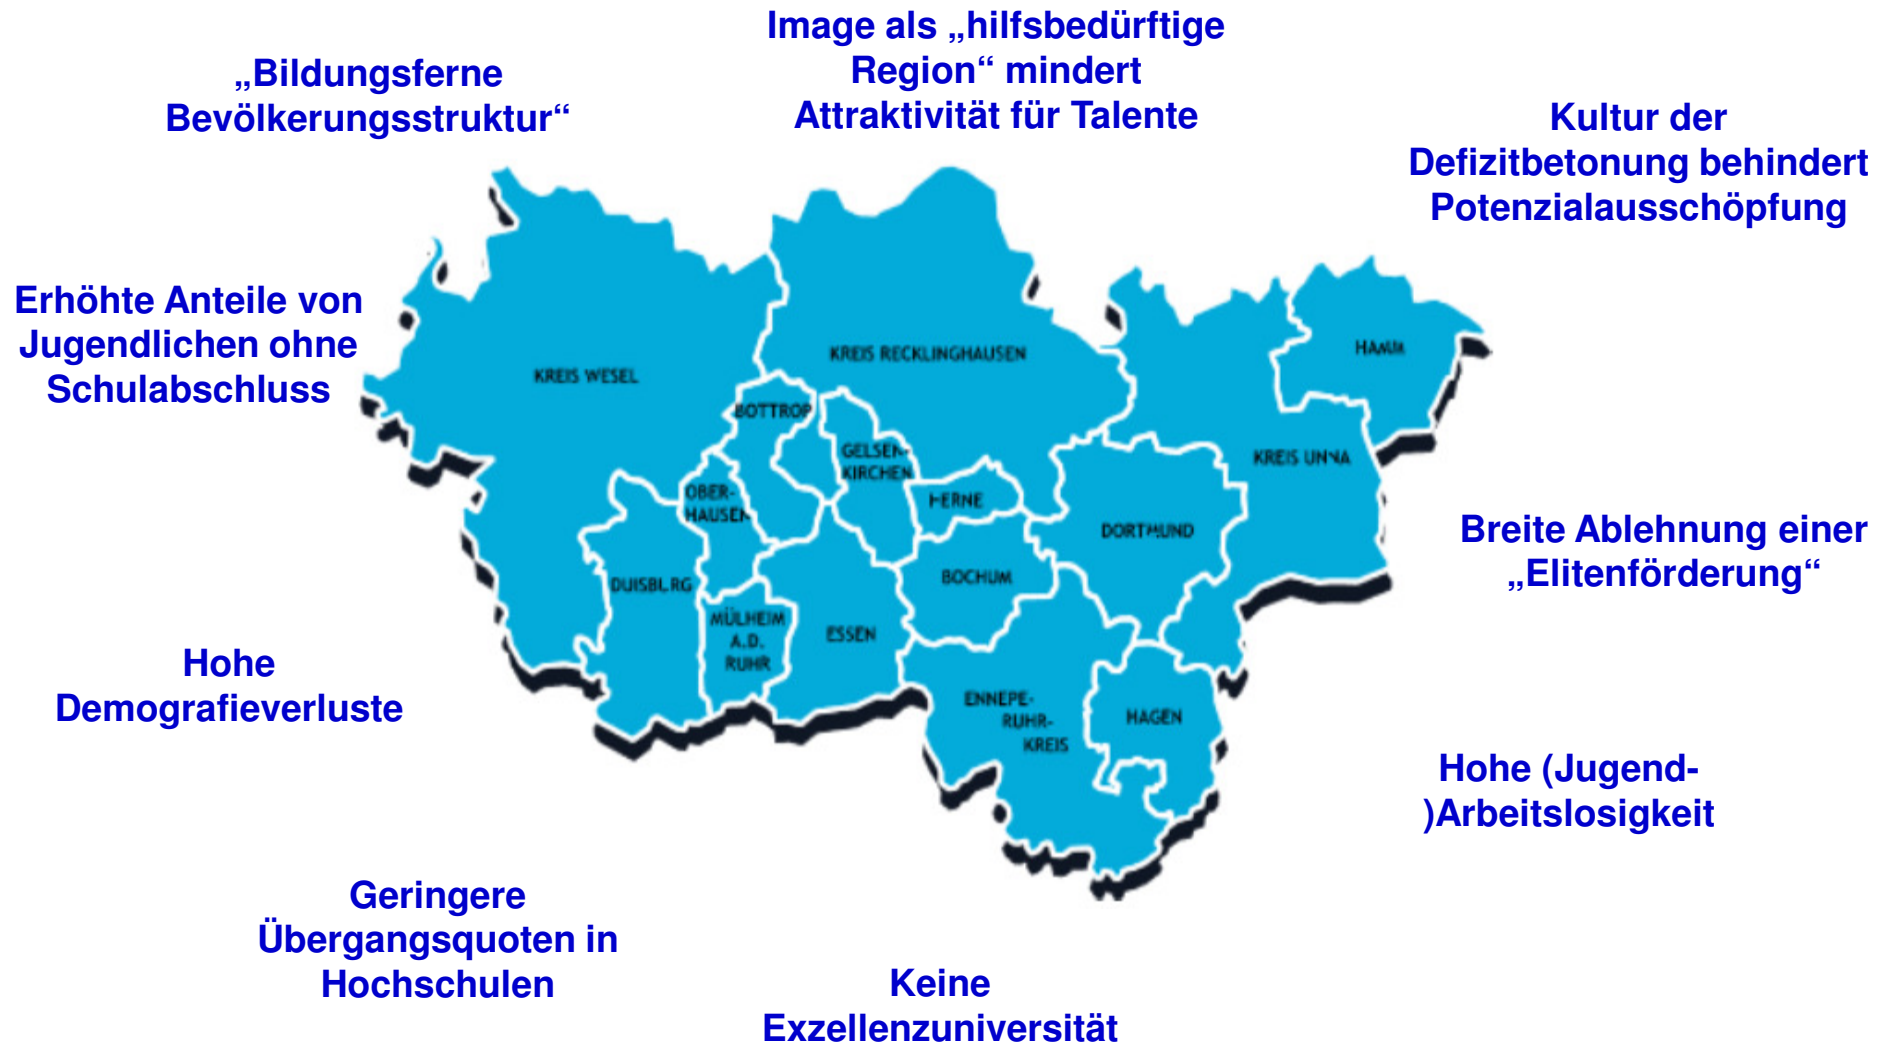 Image als „hilfsbedürftige
Region“ mindert
Attraktivität für Talente
„Bildungsferne
Bevölkerungsstruktur“
Kultur der
Defizitbetonung behindert
Potenzialausschöpfung
Erhöhte Anteile von
Jugendlichen ohne
Schulabschluss
KREIS WESEL
KREIS RECKLINGHAUSEN
HAMM
BOTTROP
GELSEN-
KIRCHEN
KREIS UNNA
OBER-
HAUSEN
HERNE
DORTMUND
DUISBURG
BOCHUM
MÜLHEIM
A.D.
RUHR
ESSEN
ENNEPE-
RUHR-
KREIS
HAGEN
Breite Ablehnung einer
„Elitenförderung“
Hohe
Demografieverluste
Hohe (Jugend-
)Arbeitslosigkeit
Geringere
Übergangsquoten in
Hochschulen
Keine
Exzellenzuniversität